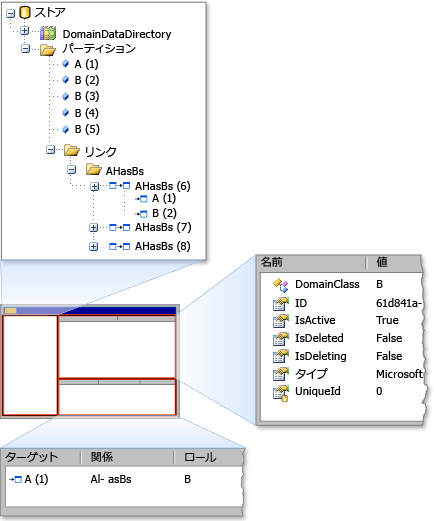 ストア
DomainDataDirectory
パーティション
A (1)
B (2)
B (3)
B (4)
B (5)
リンク
AHasBs
AHasBs (6)
A (1)
B (2)
AHasBs (7)
AHasBs (8)
名前 値
DomainClass B
ID 61d841a-
IsActive True
IsDeleted False
IsDeleting False
タイプ Microsoft
UniqueId 0
ターゲット 関係 ロール
A (1) Al- asBs B